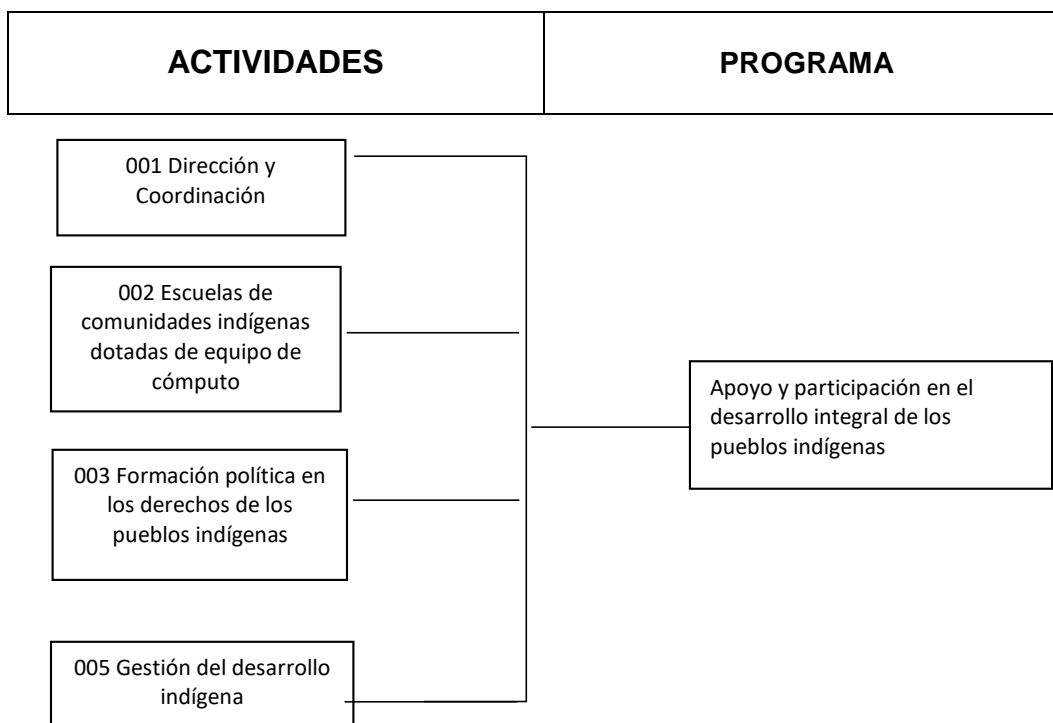 ACTIVIDADES
PROGRAMA
001 Dirección y
Coordinación
002 Escuelas de
comunidades indígenas
dotadas de equipo de
cómputo
003 Formación política en
los derechos de los
pueblos indígenas
005 Gestión del desarrollo
indígena
Apoyo y participación en el
desarrollo integral de los
pueblos indígenas